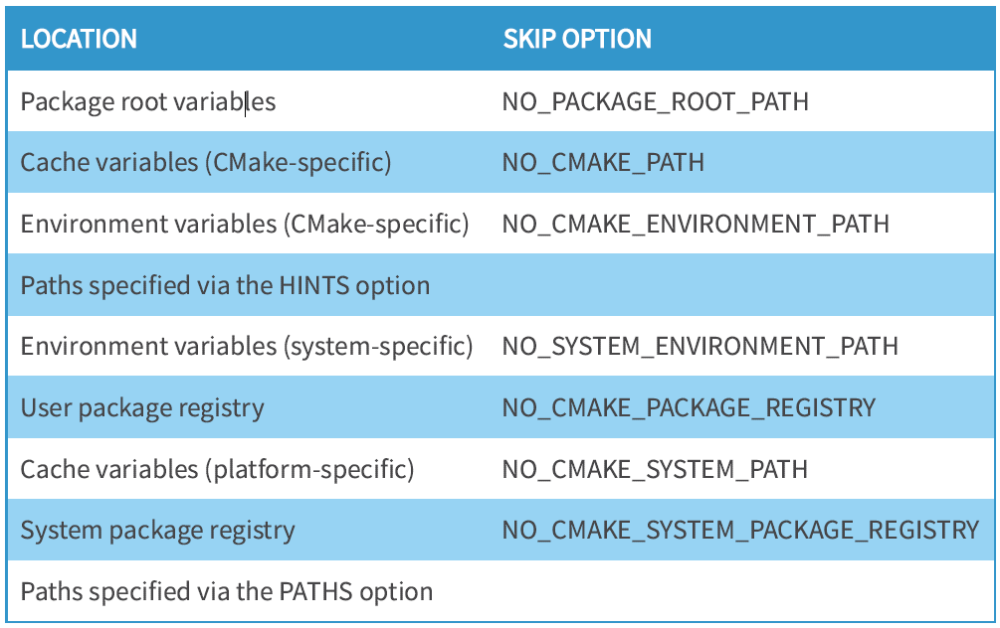 LOCATION SKIP OPTION
Package root variables NO_PACKAGE_ROOT_PATH
Cache variables (CMake-specific) NO_CMAKE_PATH
Environment variables (CMake-specific) NO_CMAKE_ENVIRONMENT_PATH
Paths specified via the HINTS option
Environment variables (system-specific) NO_SYSTEM_ENVIRONMENT_PATH
User package registry NO_CMAKE_PACKAGE_REGISTRY
Cache variables (platform-specific) NO_CMAKE_SYSTEM_PATH
System package registry NO_CMAKE_SYSTEM_PACKAGE_REGISTRY
Paths specified via the PATHS option